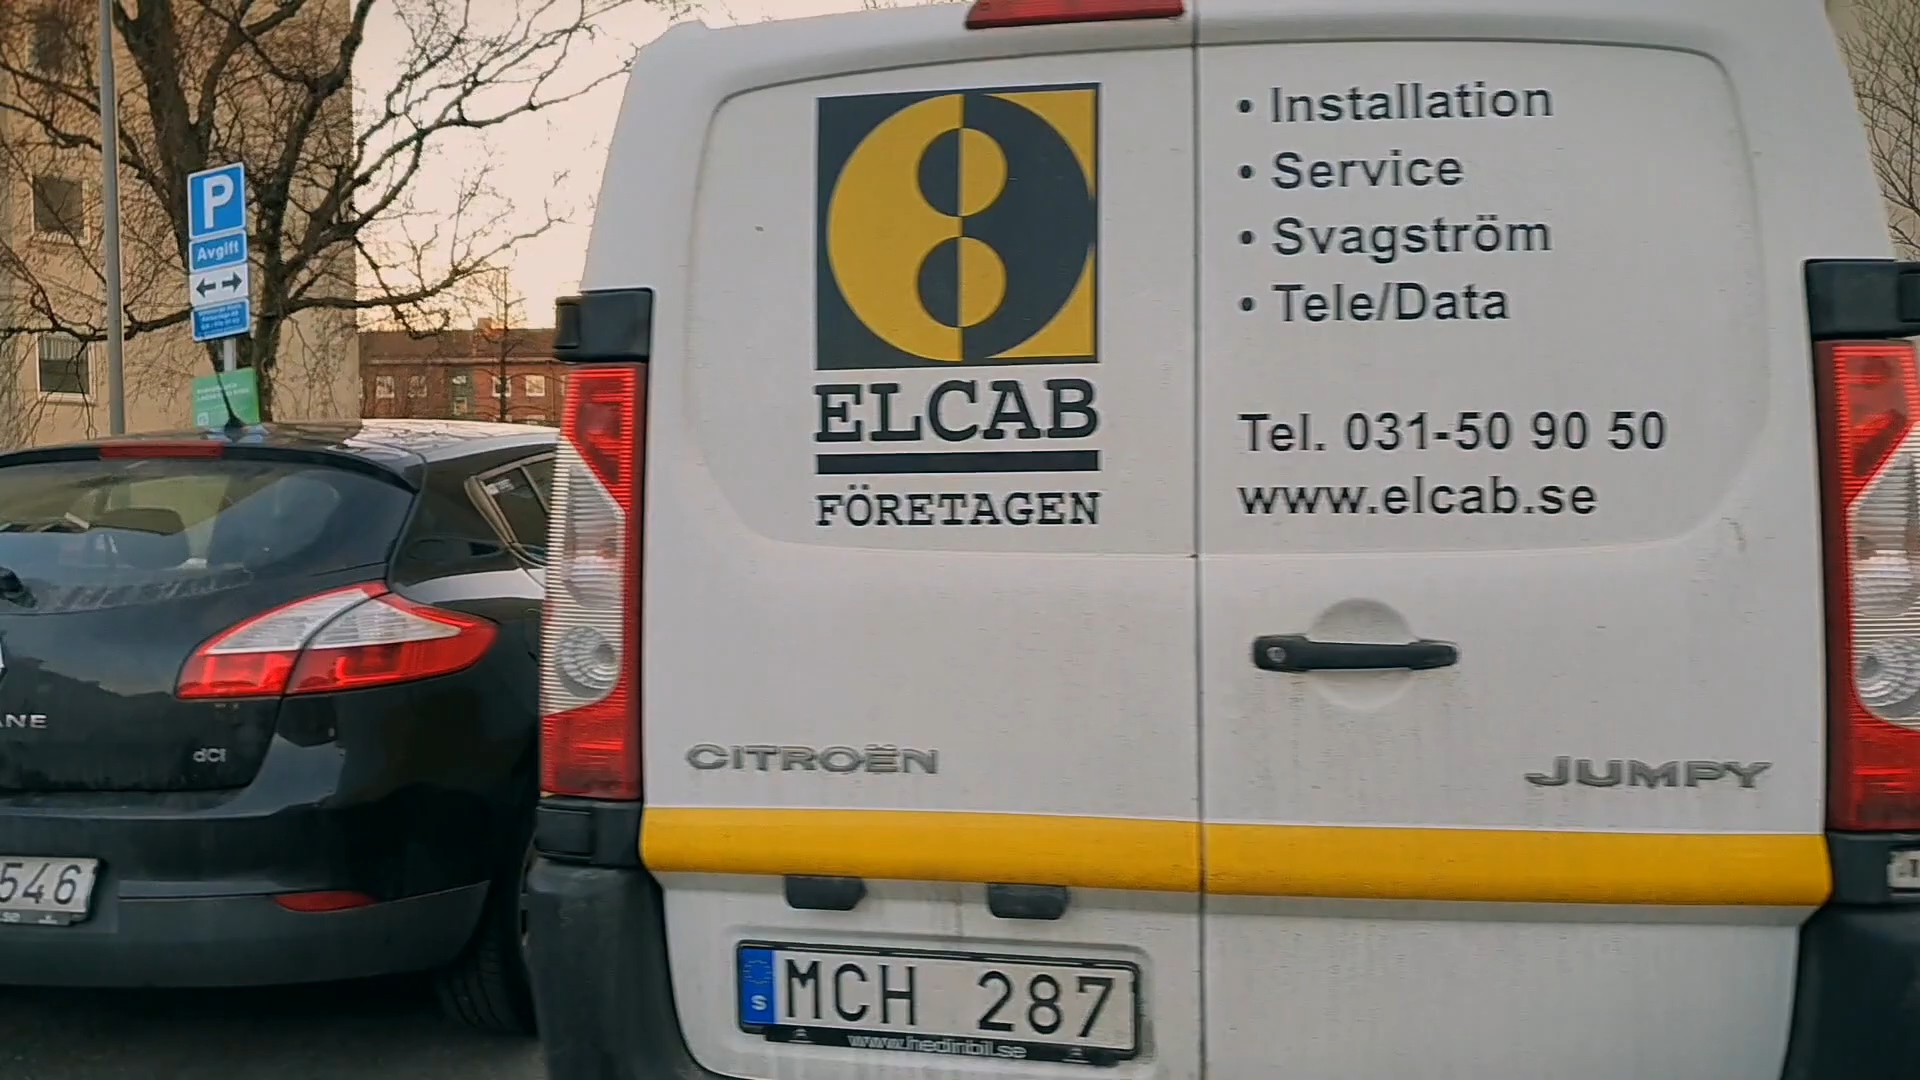 P
Avgift
ELCAB
FÖRETAGEN
• Installation
• Service
• Svagström
• Tele/Data
Tel. 031-50 90 50
www.elcab.se
CITROËN
JUMPY
ANE
dCi
546
S
MCH 287
www.hedinbil.se